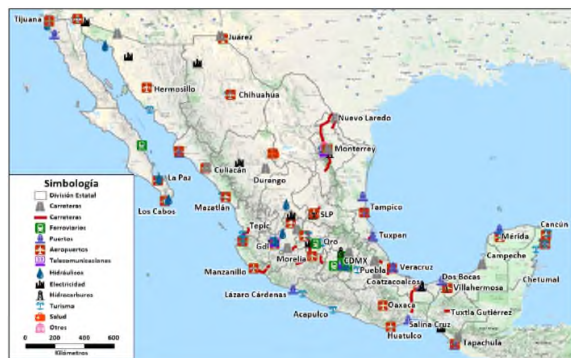 Tijuana
Juárez
Hermosillo
Chihuahua
Nuevo Laredo
Monterrey
La Paz
Culiacán
Durango
Los Cabos
Mazatlán
SLP
Tampico
Tepic
Gdl
Qro
Tuxpan
Mérida
Cancún
Manzanillo
Morelia
CDMX
Puebla
Veracruz
Campeche
Chetumal
Coatzacoalcos
Dos Bocas
Villahermosa
Lázaro Cárdenas
Acapulco
Oaxaca
Tuxtla Gutiérrez
Salina Cruz
Huatulco
Tapachula
Simbología
División Estatal
Carreteras
Carreteras
Ferroviarios
Puertos
Aeropuertos
Telecomunicaciones
Hidráulicos
Electricidad
Hidrocarburos
Turismo
Salud
Otros
0 200 400 600
Kilómetros